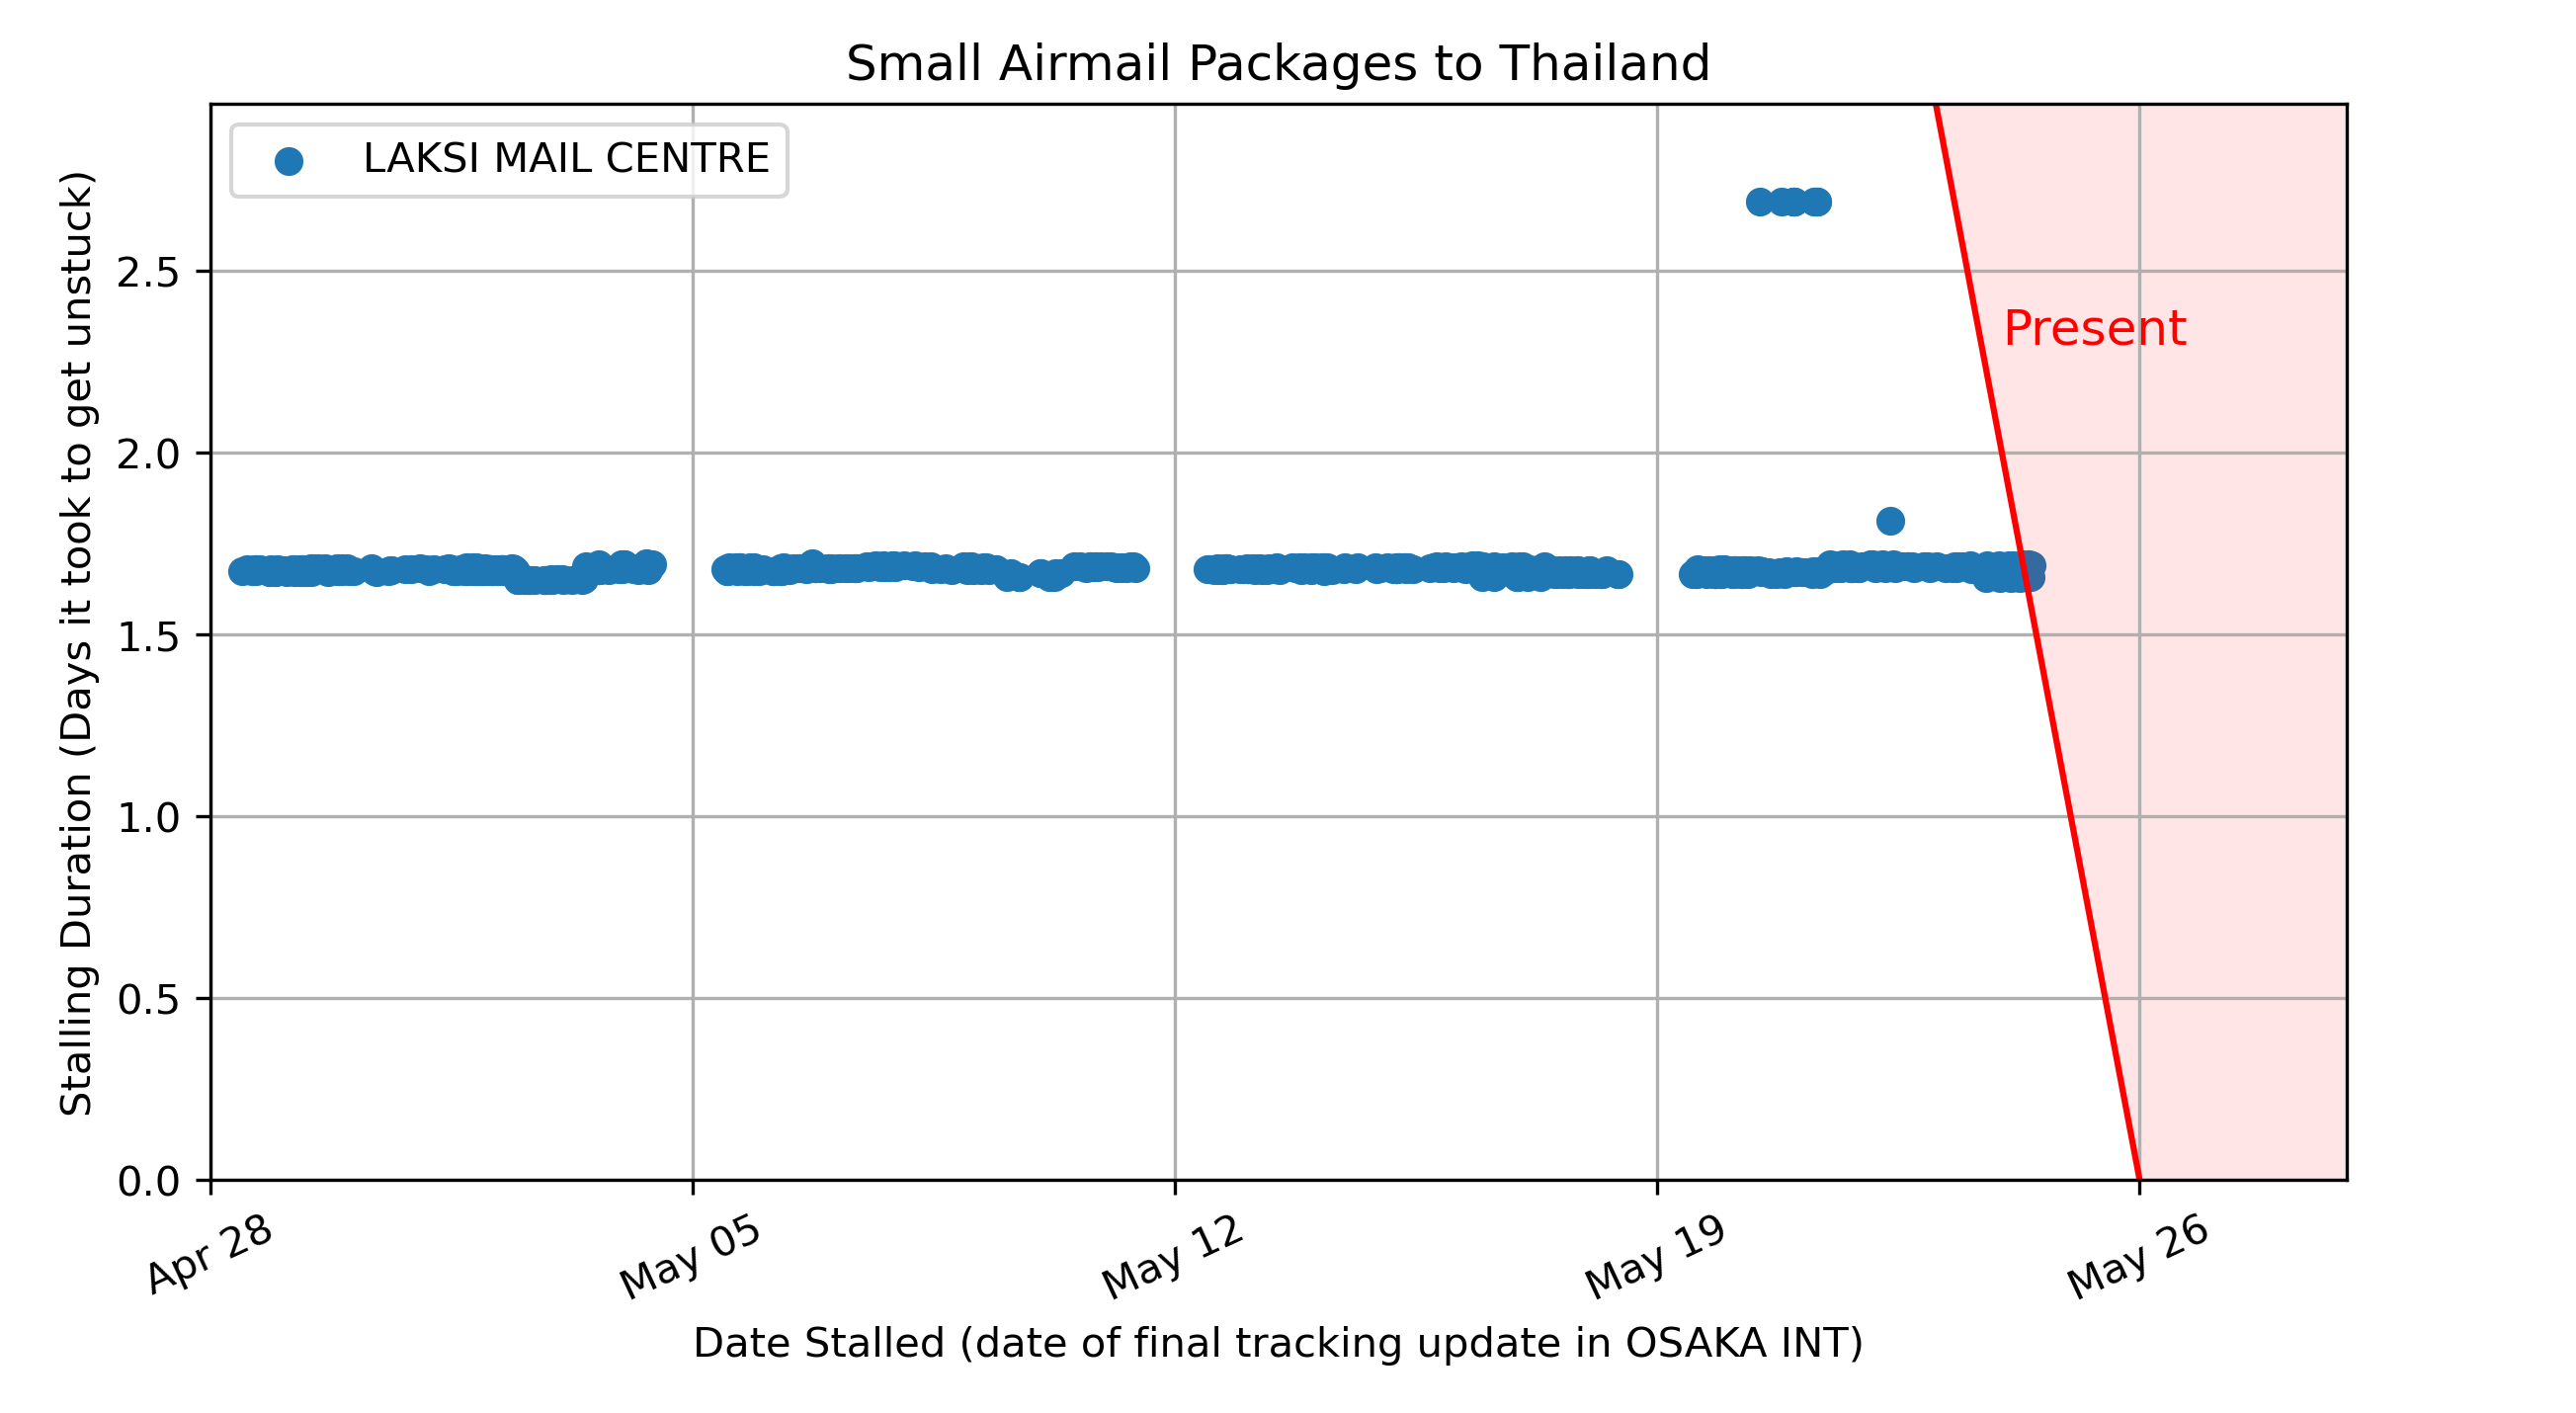 Small Airmail Packages to Thailand
LAKSI MAIL CENTRE
Present
Stalling Duration (Days it took to get unstuck)
2.5
2.0
1.5
1.0
0.5
0.0
Apr 28
May 05
May 12
May 19
May 26
Date Stalled (date of final tracking update in OSAKA INT)